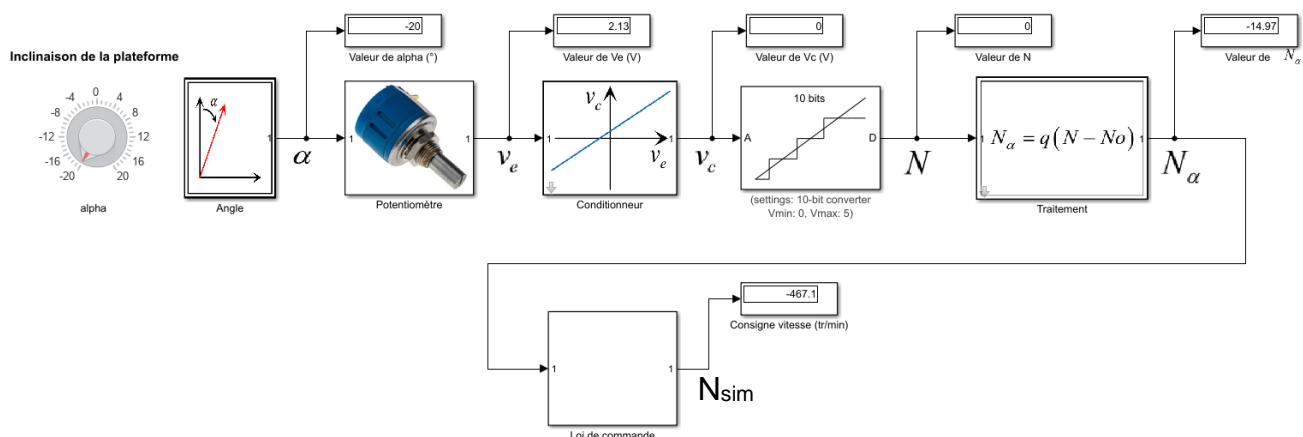 -20
Valeur de alpha (°)
2.13
Valeur de Ve (V)
0
Valeur de Vc (V)
0
Valeur de N
-14.97
Valeur de Nα
Inclinaison de la plateforme
-20 -16 -12 -8 -4 0 4 8 12 16 20
alpha
α
1
Angle
α
1
Potentiomètre
1
ve
1
vc
ve
1
Conditionneur
vc
A
10 bits
D
(settings: 10-bit converter
Vmin: 0, Vmax: 5)
N
1
Nα = q(N − No)
1
Traitement
Nα
-467.1
Consigne vitesse (tr/min)
1
1
Nsim
Loi de commande